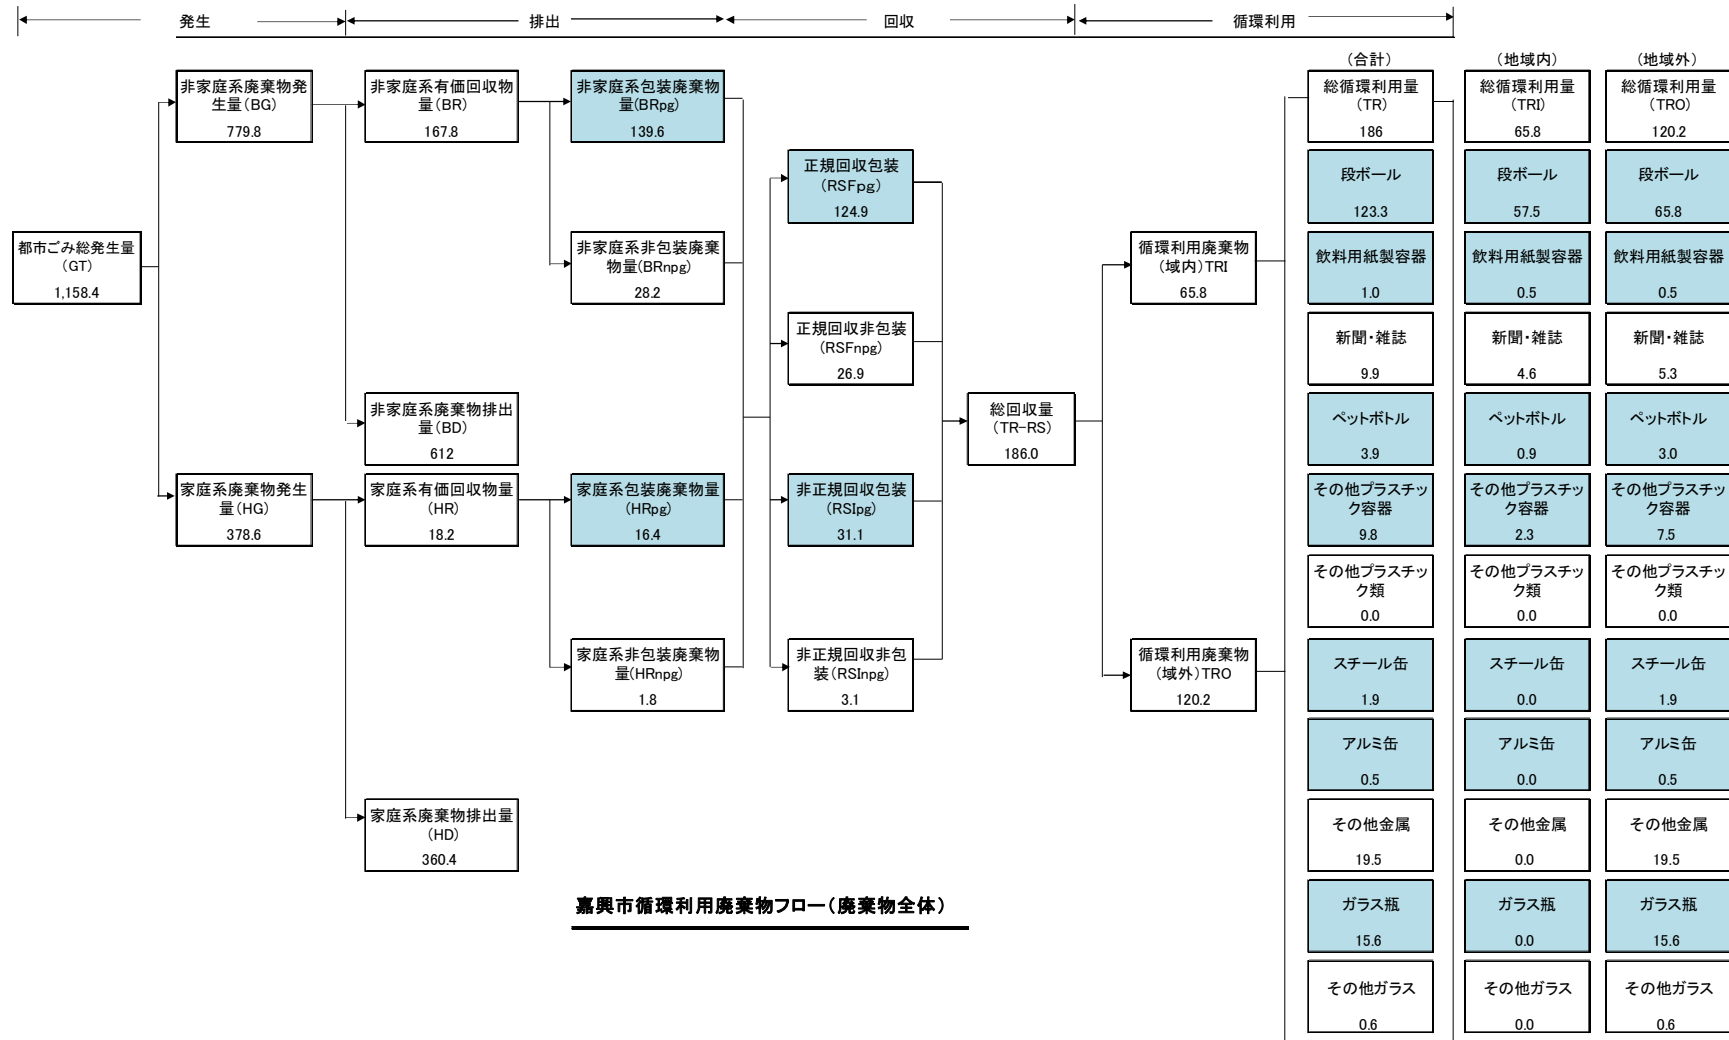 発生
排出
回収
循環利用
(合計)
(地域内)
(地域外)
都市ごみ総発生量
(GT)
1,158.4
非家庭系廃棄物発
生量(BG)
779.8
家庭系廃棄物発生
量(HG)
378.6
非家庭系有価回収物
量(BR)
167.8
非家庭系廃棄物排出
量(BD)
612
家庭系有価回収物量
(HR)
18.2
家庭系廃棄物排出量
(HD)
360.4
非家庭系包装廃棄物
量(BRpg)
139.6
非家庭系非包装廃棄
物量(BRnpg)
28.2
家庭系包装廃棄物量
(HRpg)
16.4
家庭系非包装廃棄物
量(HRnpg)
1.8
正規回収包装
(RSFpg)
124.9
正規回収非包装
(RSFnpg)
26.9
非正規回収包装
(RSIpg)
31.1
非正規回収非包
装(RSInpg)
3.1
総回収量
(TR-RS)
186.0
循環利用廃棄物
(域内)TRI
65.8
循環利用廃棄物
(域外)TRO
120.2
総循環利用量
(TR)
186
段ボール
123.3
飲料用紙製容器
1.0
新聞・雑誌
9.9
ペットボトル
3.9
その他プラスチッ
ク容器
9.8
その他プラスチッ
ク類
0.0
スチール缶
1.9
アルミ缶
0.5
その他金属
19.5
ガラス瓶
15.6
その他ガラス
0.6
総循環利用量
(TRI)
65.8
段ボール
57.5
飲料用紙製容器
0.5
新聞・雑誌
4.6
ペットボトル
0.9
その他プラスチッ
ク容器
2.3
その他プラスチッ
ク類
0.0
スチール缶
0.0
アルミ缶
0.0
その他金属
0.0
ガラス瓶
0.0
その他ガラス
0.0
総循環利用量
(TRO)
120.2
段ボール
65.8
飲料用紙製容器
0.5
新聞・雑誌
5.3
ペットボトル
3.0
その他プラスチッ
ク容器
7.5
その他プラスチッ
ク類
0.0
スチール缶
1.9
アルミ缶
0.5
その他金属
19.5
ガラス瓶
15.6
その他ガラス
0.6
嘉興市循環利用廃棄物フロー(廃棄物全体)